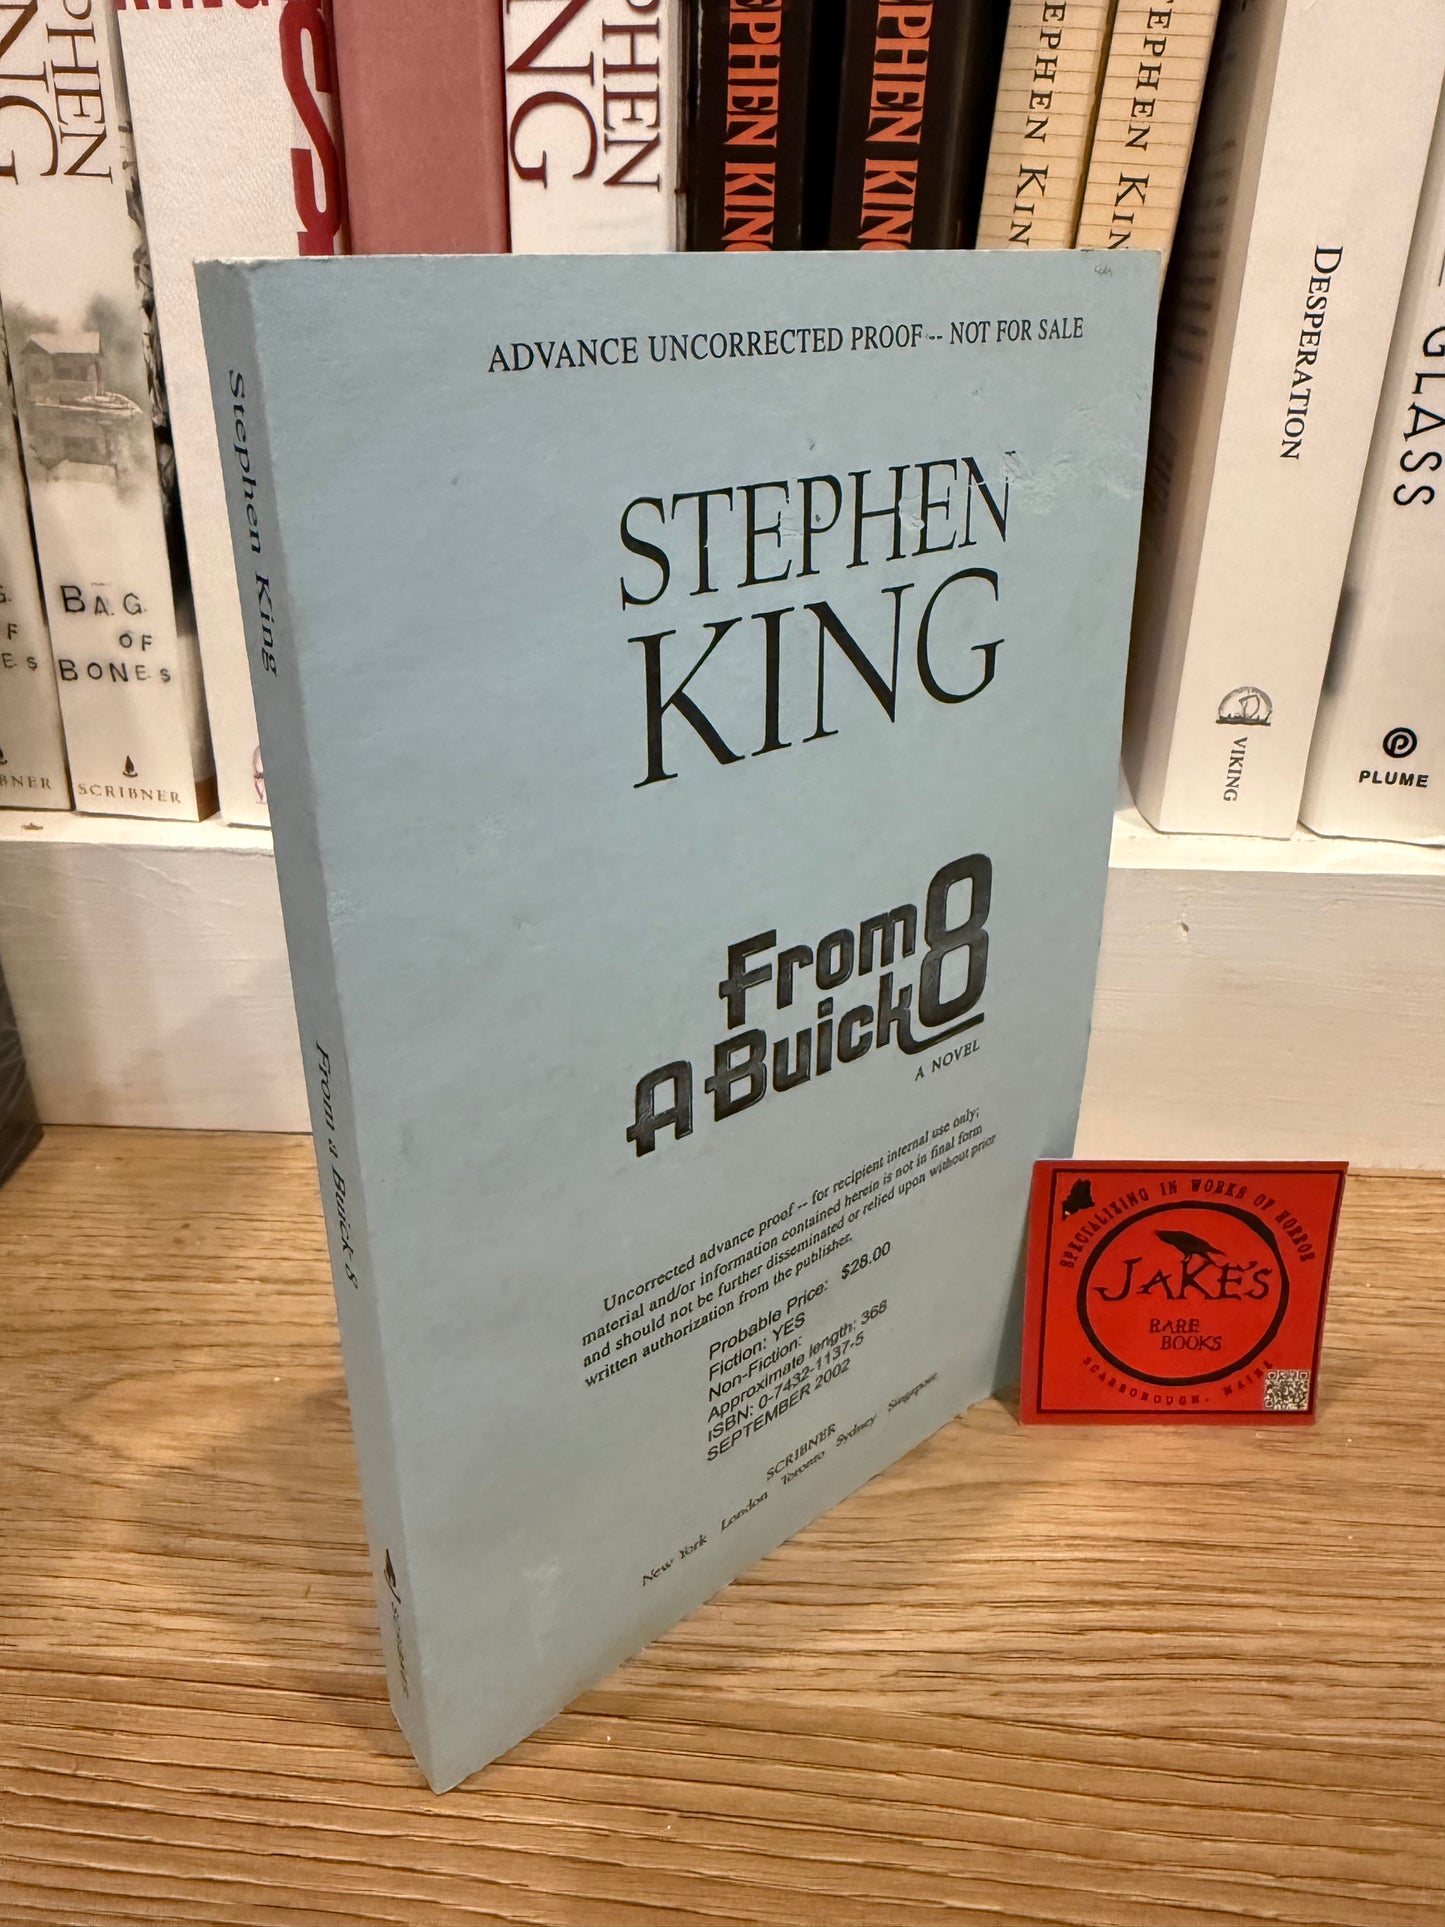 STEPHEN
KING
BAG
OF
BONES
SCRIBNER
STEPHEN
KING
STEPHEN KING
STEPHEN KING
STEPHEN KING
STEPHEN KING
DESPERATION
VIKING
GLASS
PLUME
Stephen King
From a Buick 8
ADVANCE UNCORRECTED PROOF -- NOT FOR SALE
STEPHEN
KING
From
A Buick 8
A NOVEL
Uncorrected advance proof -- for recipient internal use only;
material and/or information contained herein is not in final form
and should not be further disseminated or relied upon without prior
written authorization from the publisher.
Probable Price: $28.00
Fiction: YES
Non-Fiction:
Approximate length: 368
ISBN: 0-7432-1137-5
SEPTEMBER 2002
SCRIBNER
New York London Toronto Sydney Singapore
SPECIALIZING IN WORKS OF HORROR
JAKE'S
RARE
BOOKS
SCARBOROUGH, MAINE